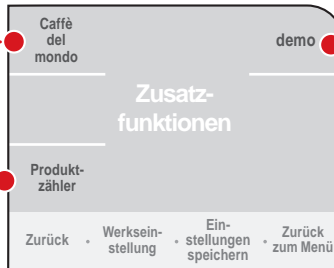 Caffè
del
mondo
demo
Zusatz-
funktionen
Produkt-
zähler
Zurück
Werksein-
stellung
Ein-
stellungen
speichern
Zurück
zum Menü